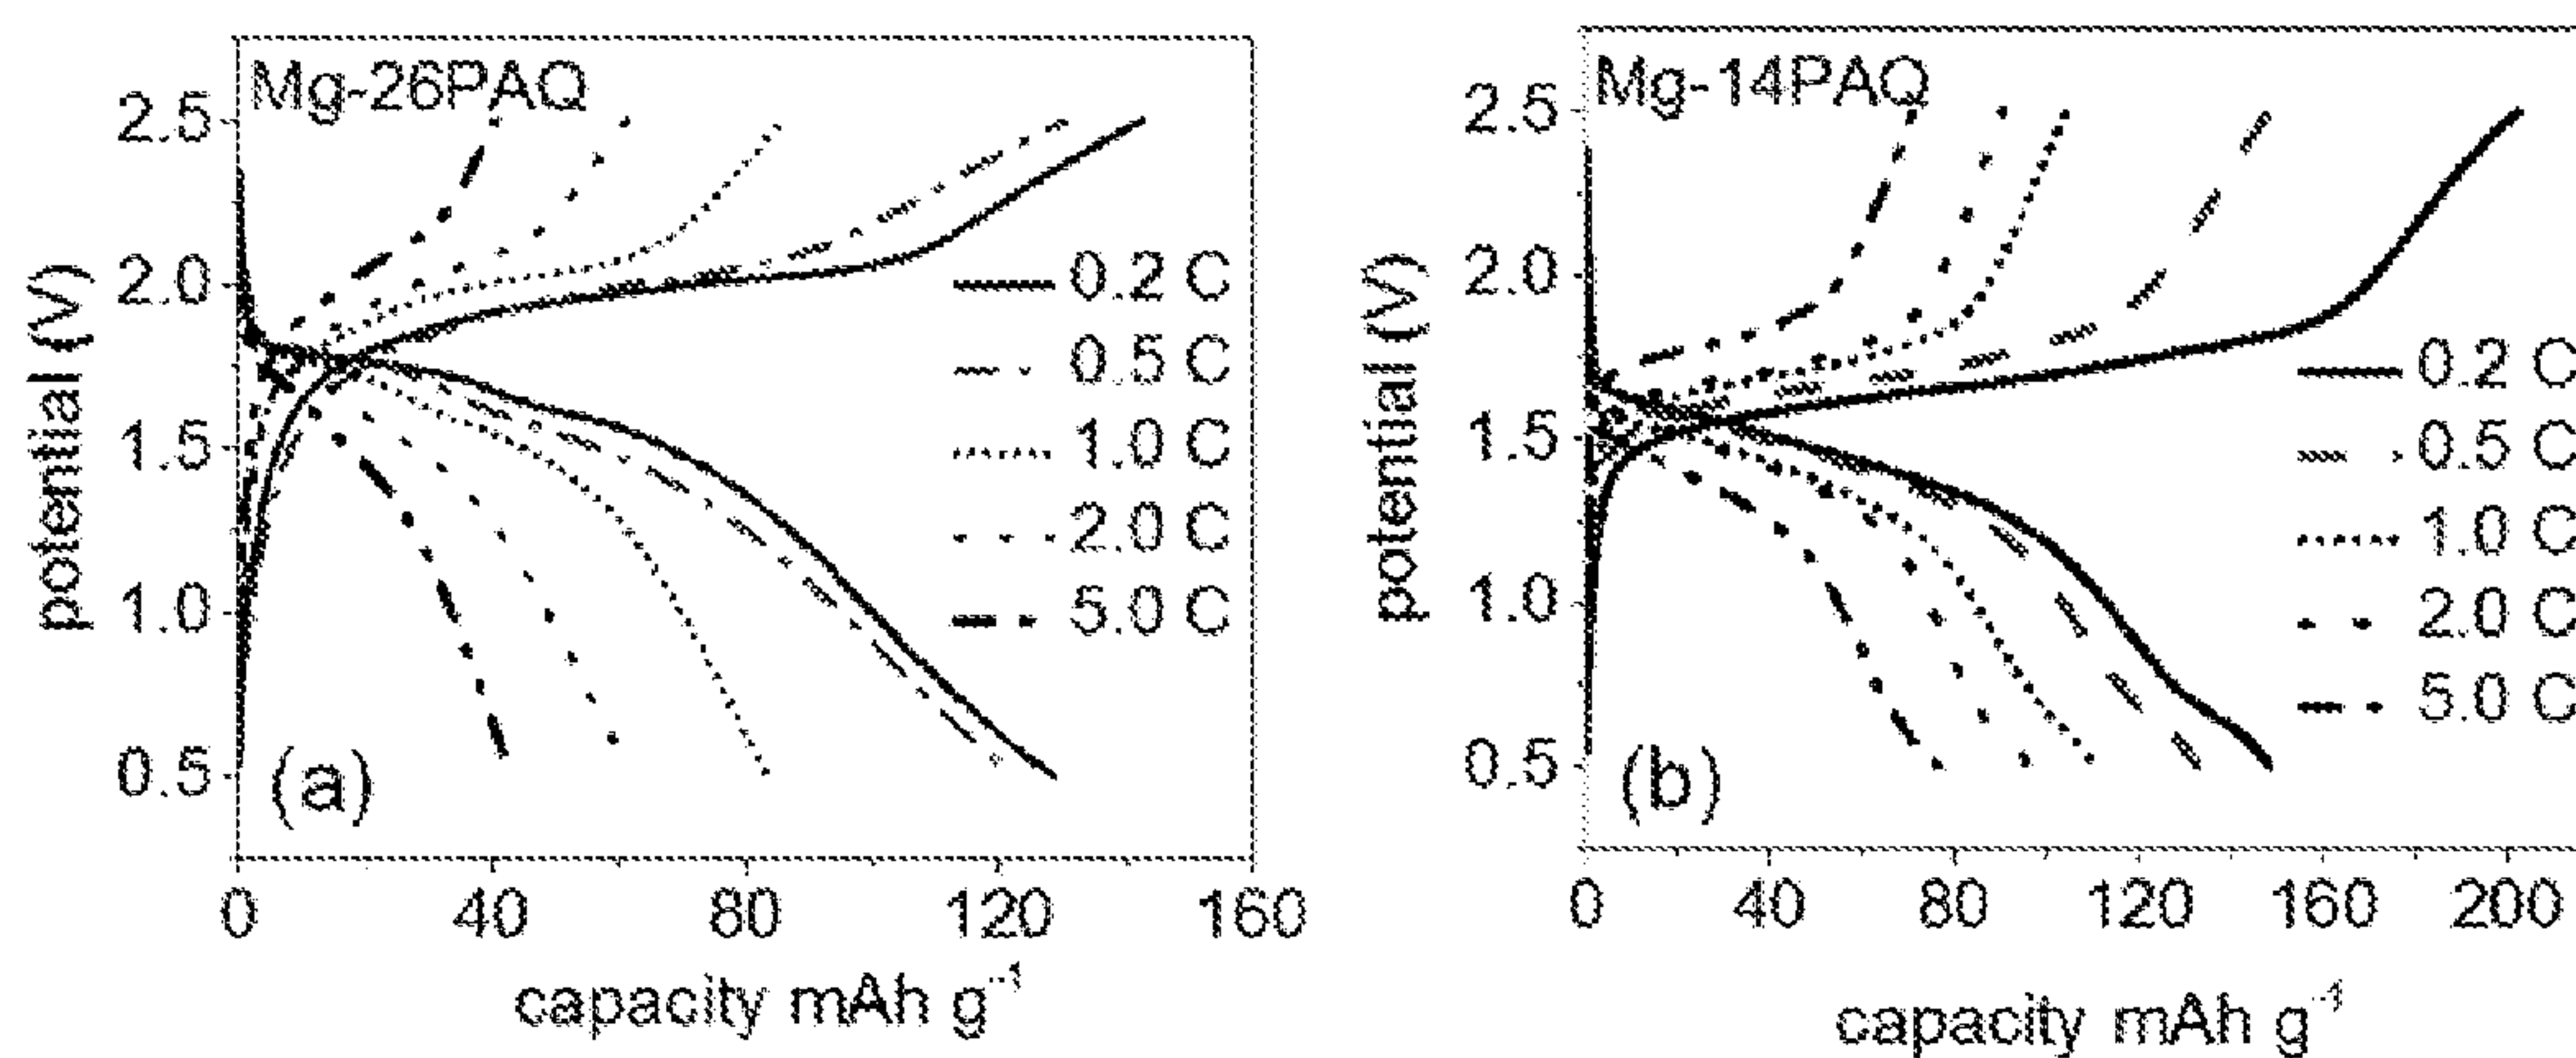 Mg-26PAQ
2.5
2.0
1.5
1.0
0.5
potential (V)
0.2 C
0.5 C
1.0 C
2.0 C
5.0 C
(a)
0 40 80 120 160
capacity mAh g⁻¹
Mg-14PAQ
2.5
2.0
1.5
1.0
0.5
potential (V)
0.2 C
0.5 C
1.0 C
2.0 C
5.0 C
(b)
0 40 80 120 160 200
capacity mAh g⁻¹